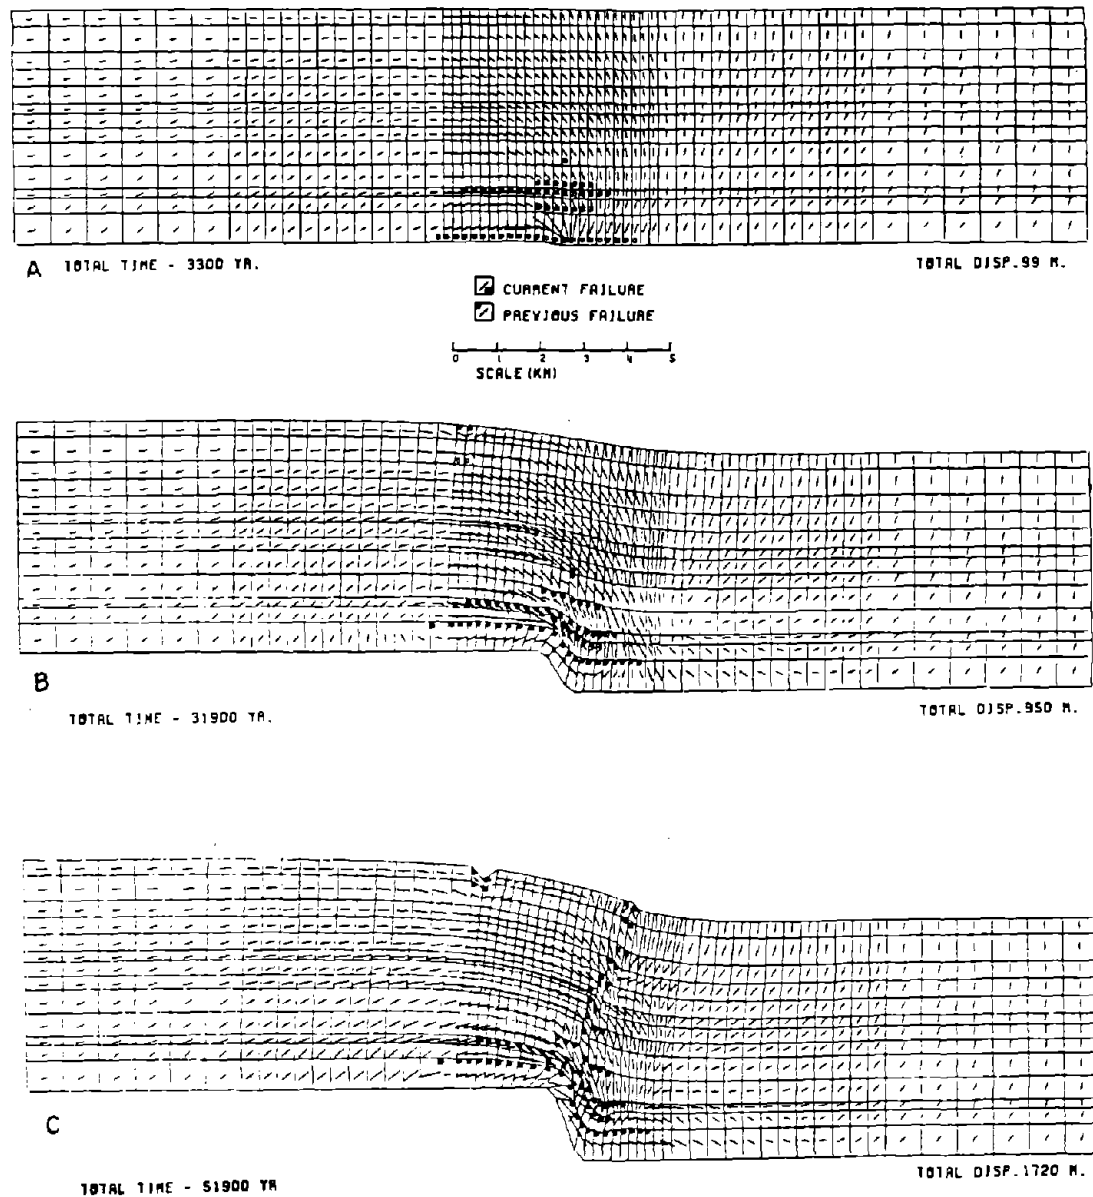 A TOTAL TIME - 3300 YR.
TOTAL DISP. 99 M.
CURRENT FAILURE
PREVIOUS FAILURE
0 1 2 3 4 5
SCALE (KM)
B
TOTAL TIME - 31900 YR.
TOTAL DISP. 950 M.
C
TOTAL TIME - 51900 YR
TOTAL DISP. 1720 M.